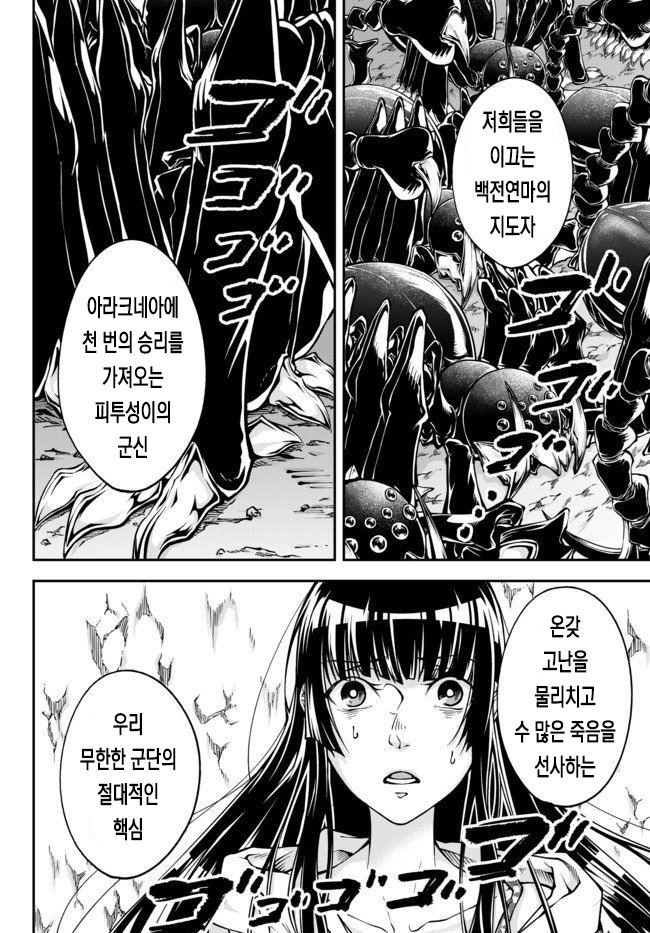 저희들을
이끄는
백전연마의
지도자
ゴゴゴゴ
아라크네아에
천 번의 승리를
가져오는
피투성이의
군신
ゴゴゴゴ
온갖
고난을
물리치고
수 많은 죽음을
선사하는
우리
무한한 군단의
절대적인
핵심
ゴゴゴゴゴゴ